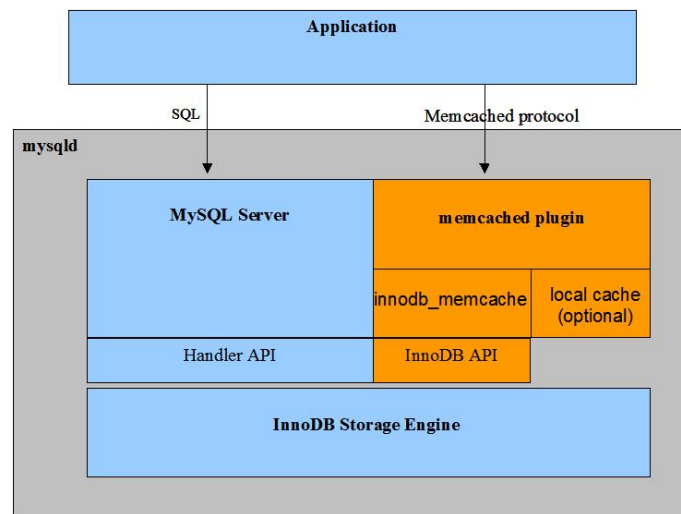 Application
SQL
Memcached protocol
mysqld
MySQL Server
memcached plugin
innodb_memcache
local cache
(optional)
Handler API
InnoDB API
InnoDB Storage Engine